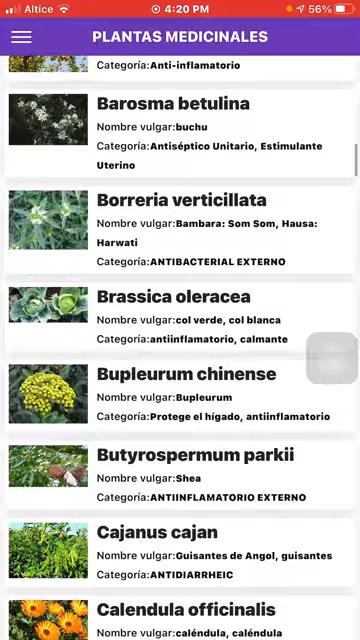 Altice 4:20 PM 56%
PLANTAS MEDICINALES
Categoría:Anti-inflamatorio
Barosma betulina
Nombre vulgar:buchu
Categoría:Antiséptico Unitario, Estimulante
Uterino
Borreria verticillata
Nombre vulgar:Bambara: Som Som, Hausa:
Harwati
Categoría:ANTIBACTERIAL EXTERNO
Brassica oleracea
Nombre vulgar:col verde, col blanca
Categoría:antiinflamatorio, calmante
Bupleurum chinense
Nombre vulgar:Bupleurum
Categoría:Protege el hígado, antiinflamatorio
Butyrospermum parkii
Nombre vulgar:Shea
Categoría:ANTIINFLAMATORIO EXTERNO
Cajanus cajan
Nombre vulgar:Guisantes de Angol, guisantes
Categoría:ANTIDIARRHEIC
Calendula officinalis
Nombre vulgar:caléndula, caléndula